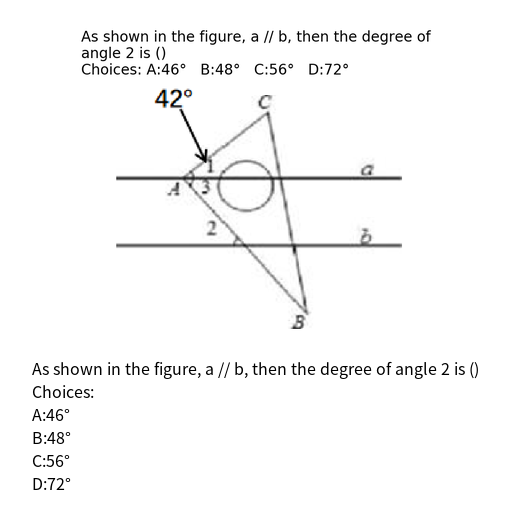 As shown in the figure, a // b, then the degree of
angle 2 is ()
Choices: A:46° B:48° C:56° D:72°
42°
C
1
a
A
3
2
b
B
As shown in the figure, a // b, then the degree of angle 2 is ()
Choices:
A:46°
B:48°
C:56°
D:72°